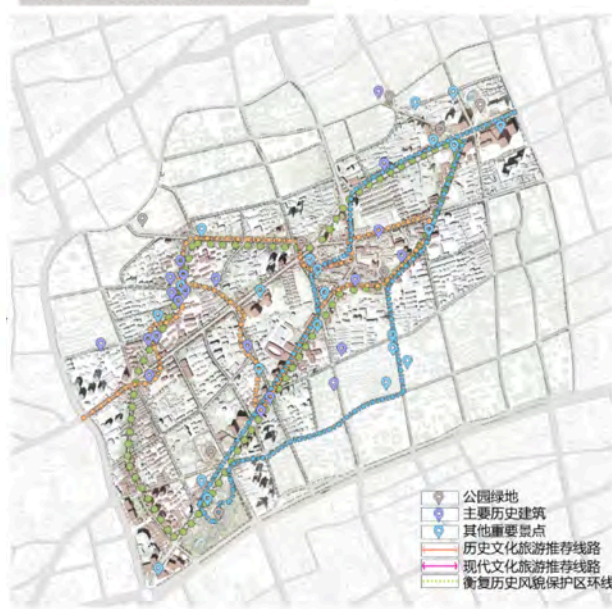 公园绿地
主要历史建筑
其他重要景点
历史文化旅游推荐线路
现代文化旅游推荐线路
衡复历史风貌保护区环线